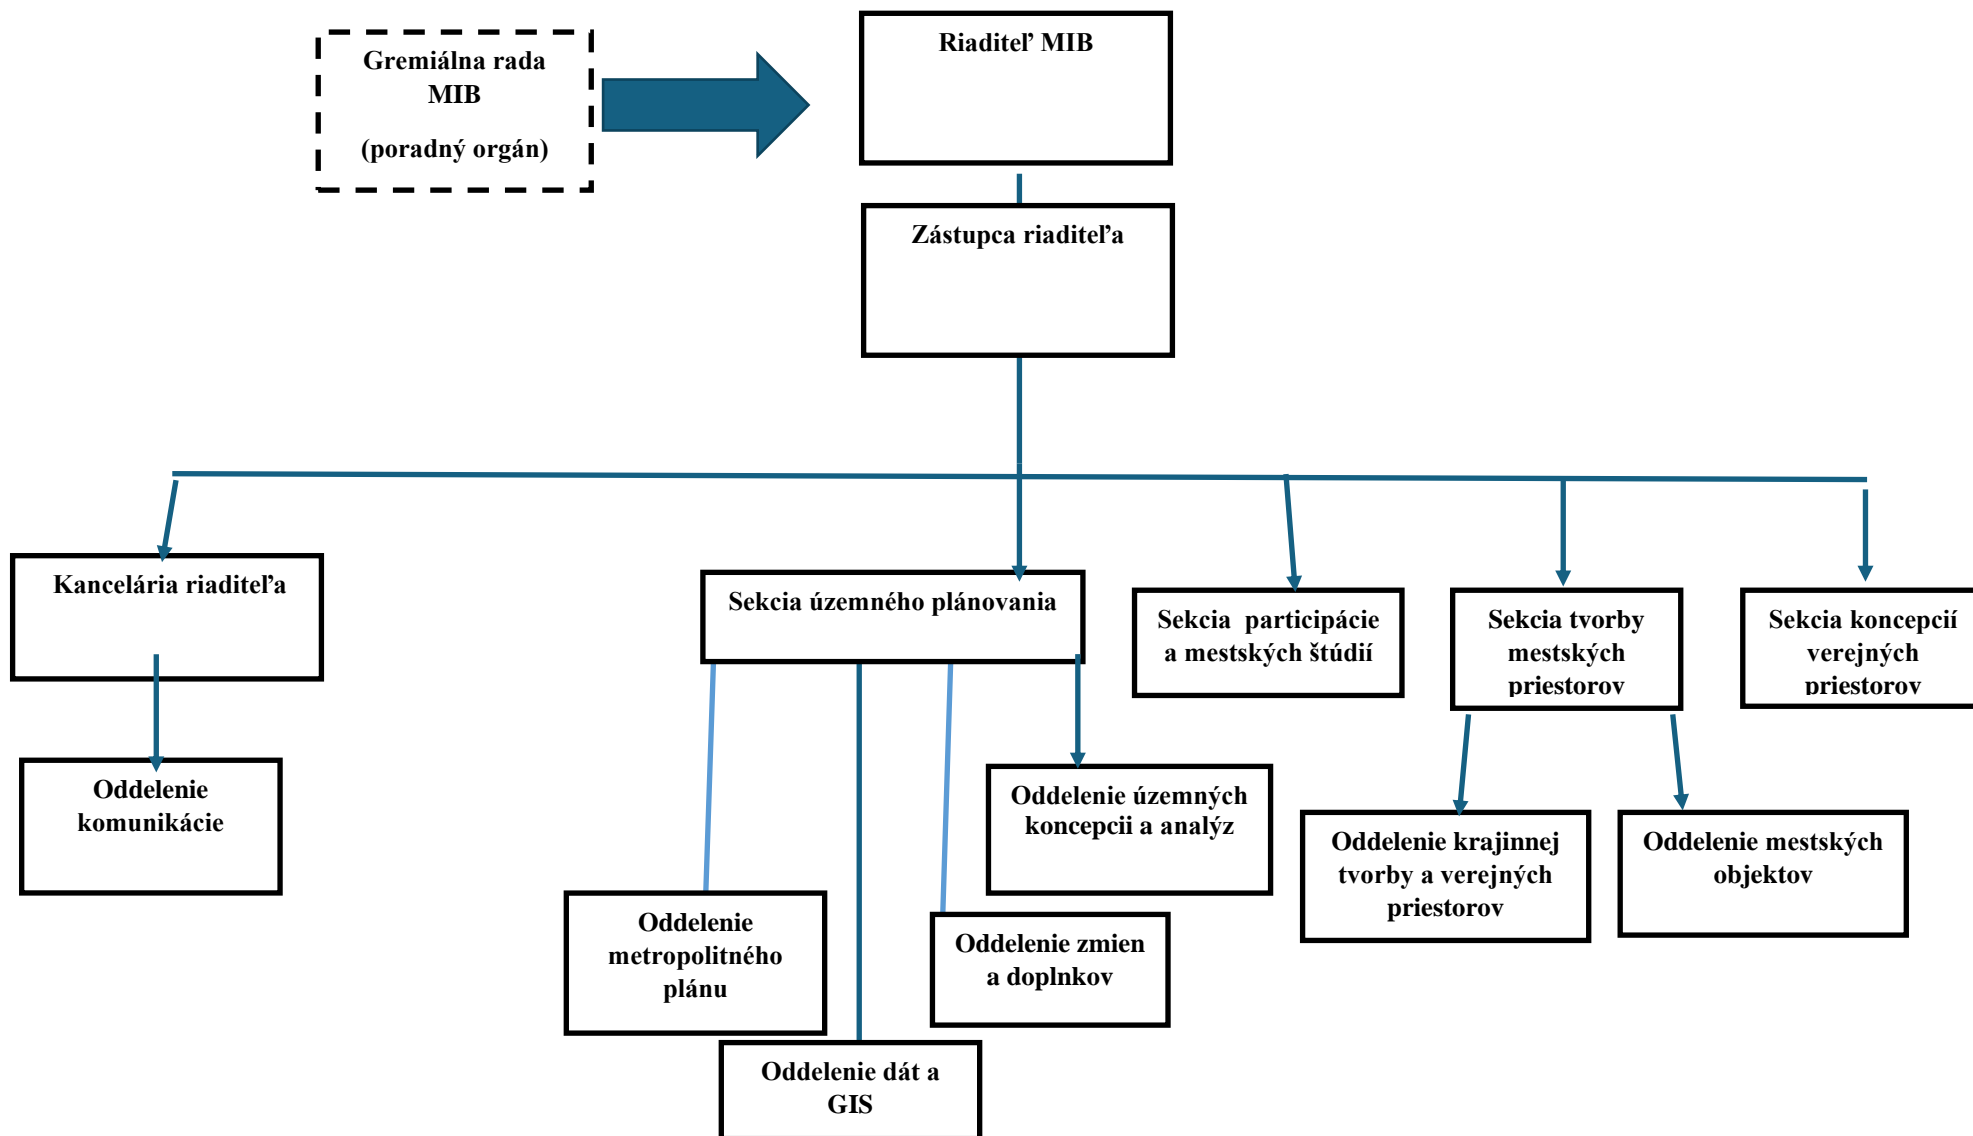 Gremiálna rada
MIB
(poradný orgán)
Riaditeľ MIB
Zástupca riaditeľa
Kancelária riaditeľa
Sekcia územného plánovania
Sekcia participácie
a mestských štúdií
Sekcia tvorby
mestských
priestorov
Sekcia koncepcií
verejných
priestorov
Oddelenie
komunikácie
Oddelenie územných
koncepcii a analýz
Oddelenie krajinnej
tvorby a verejných
priestorov
Oddelenie mestských
objektov
Oddelenie
metropolitného
plánu
Oddelenie zmien
a doplnkov
Oddelenie dát a
GIS